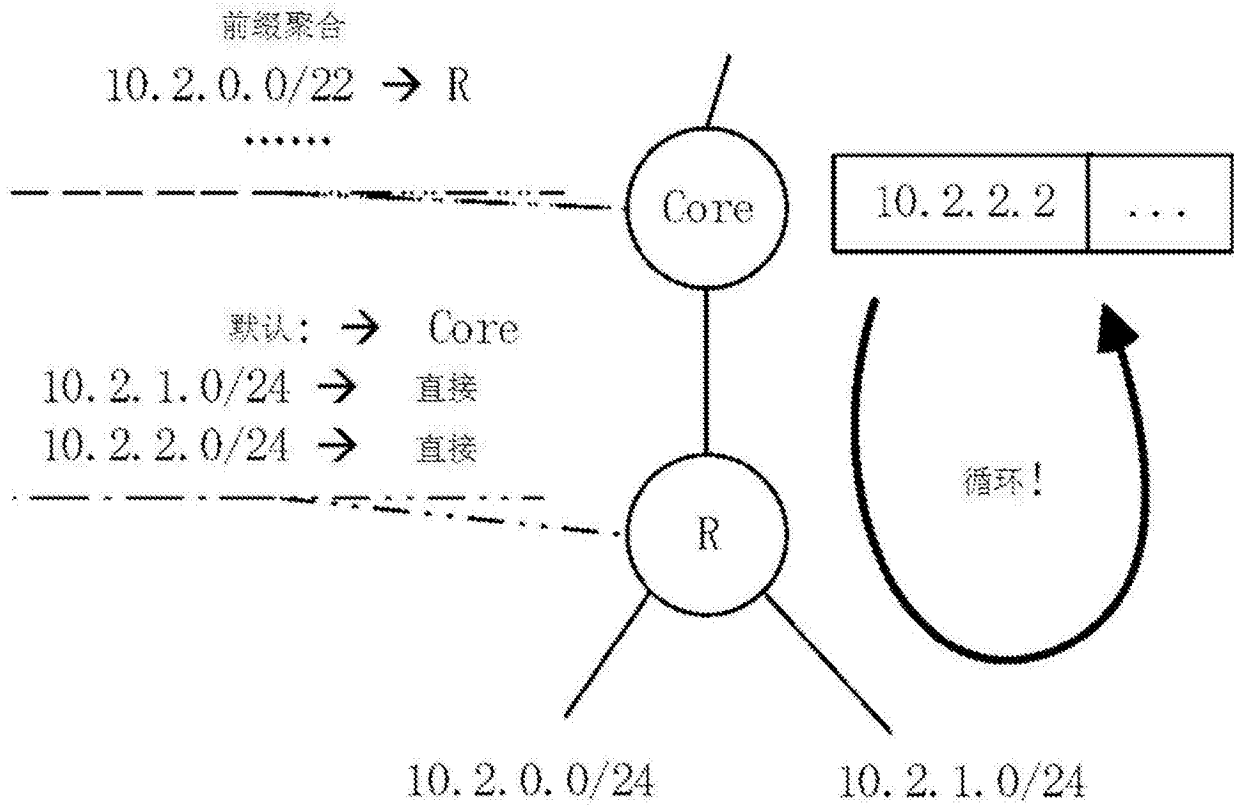 前缀聚合
10.2.0.0/22 → R
......
Core
10.2.2.2 ...
默认: → Core
10.2.1.0/24 → 直接
10.2.2.0/24 → 直接
循环!
R
10.2.0.0/24
10.2.1.0/24